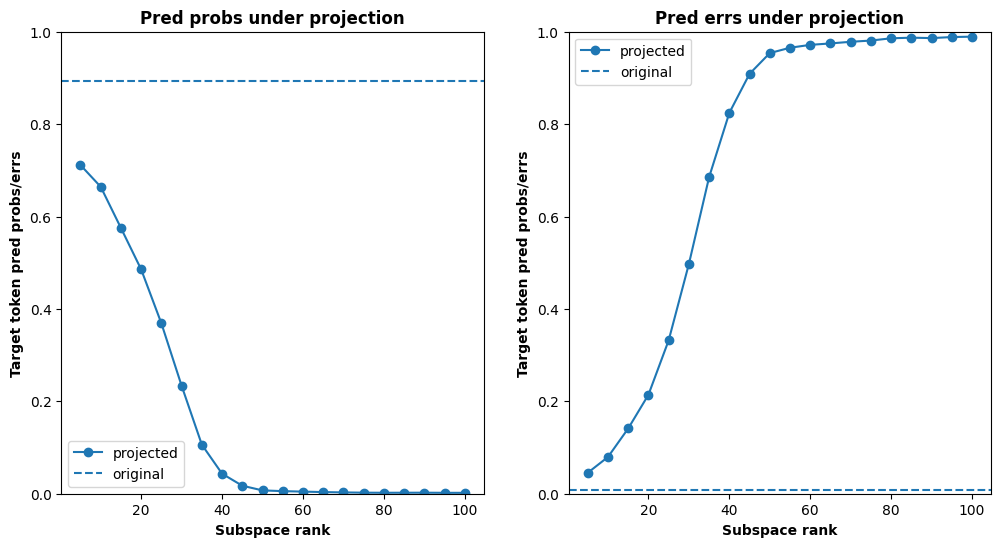 Pred probs under projection
Target token pred probs/errs
1.0
0.8
0.6
0.4
0.2
0.0
projected
original
20
40
60
80
100
Subspace rank
Pred errs under projection
Target token pred probs/errs
1.0
0.8
0.6
0.4
0.2
0.0
projected
original
20
40
60
80
100
Subspace rank